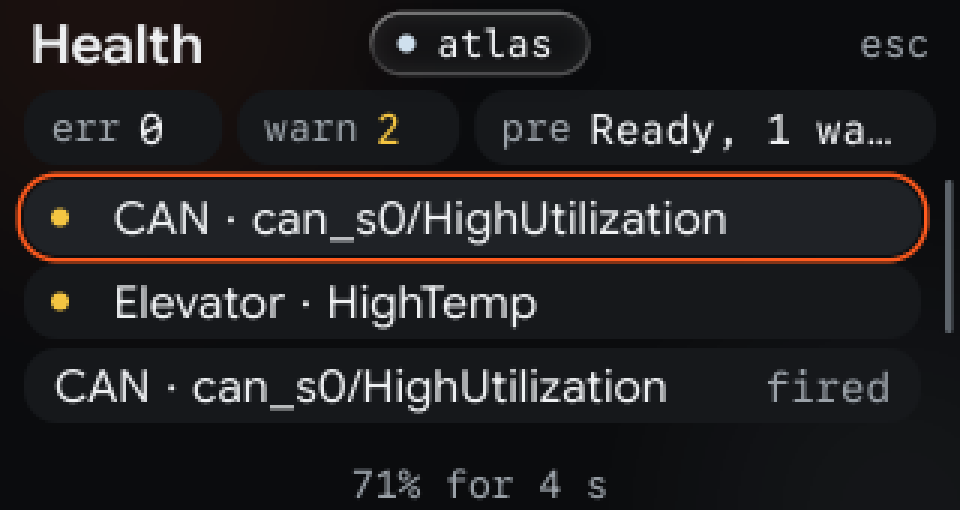 Health atlas esc
err 0 warn 2 pre Ready, 1 wa…
CAN · can_s0/HighUtilization
Elevator · HighTemp
CAN · can_s0/HighUtilization fired
71% for 4 s